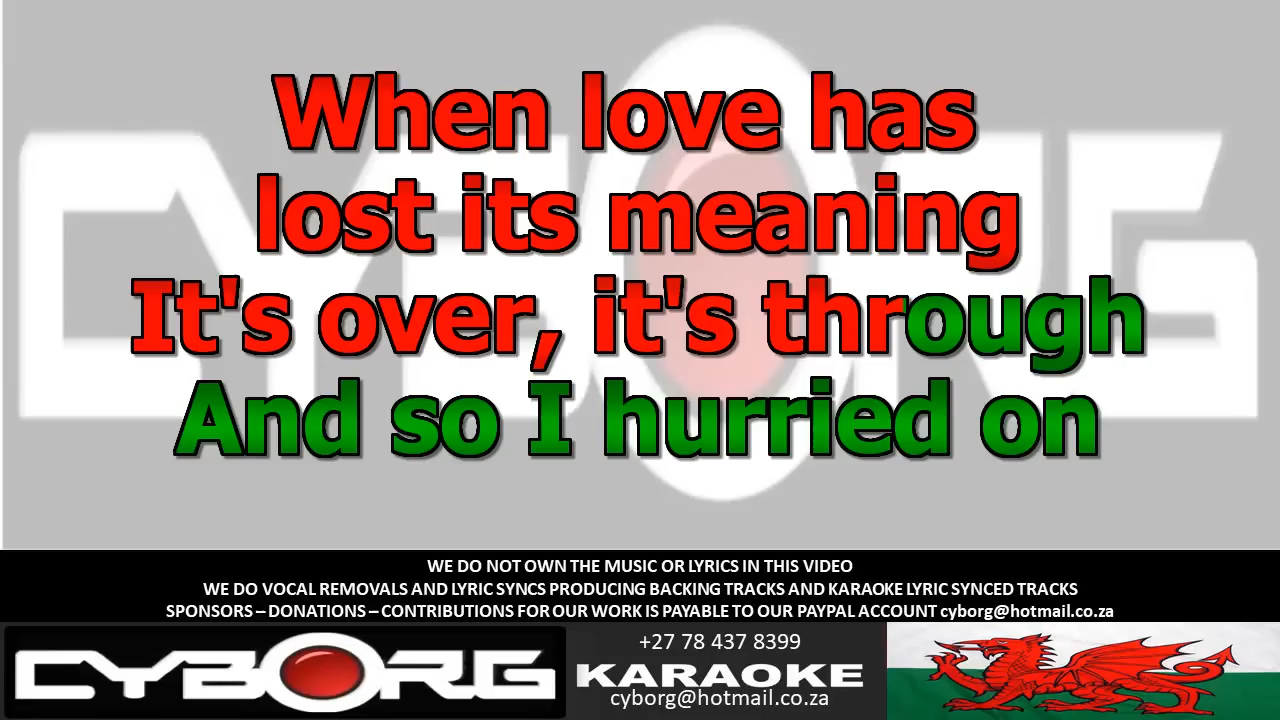 When love has
lost its meaning
It's over, it's through
And so I hurried on
WE DO NOT OWN THE MUSIC OR LYRICS IN THIS VIDEO
WE DO VOCAL REMOVALS AND LYRIC SYNCS PRODUCING BACKING TRACKS AND KARAOKE LYRIC SYNCED TRACKS
SPONSORS – DONATIONS – CONTRIBUTIONS FOR OUR WORK IS PAYABLE TO OUR PAYPAL ACCOUNT cyborg@hotmail.co.za
CYBORG
+27 78 437 8399
KARAOKE
cyborg@hotmail.co.za